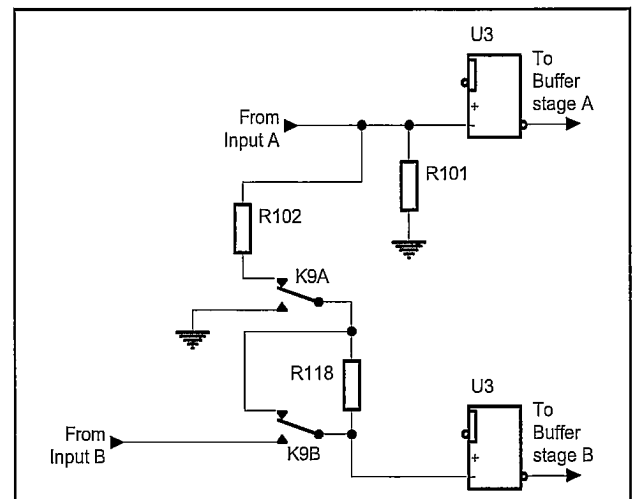 U3
To
Buffer
stage A
+
-
From
Input A
R101
R102
K9A
R118
U3
To
Buffer
stage B
+
-
From
Input B
K9B